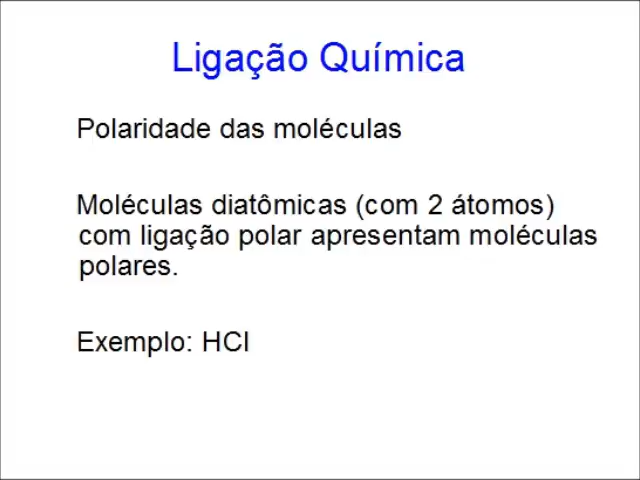 Ligação Química
Polaridade das moléculas
Moléculas diatômicas (com 2 átomos)
com ligação polar apresentam moléculas
polares.
Exemplo: HCl